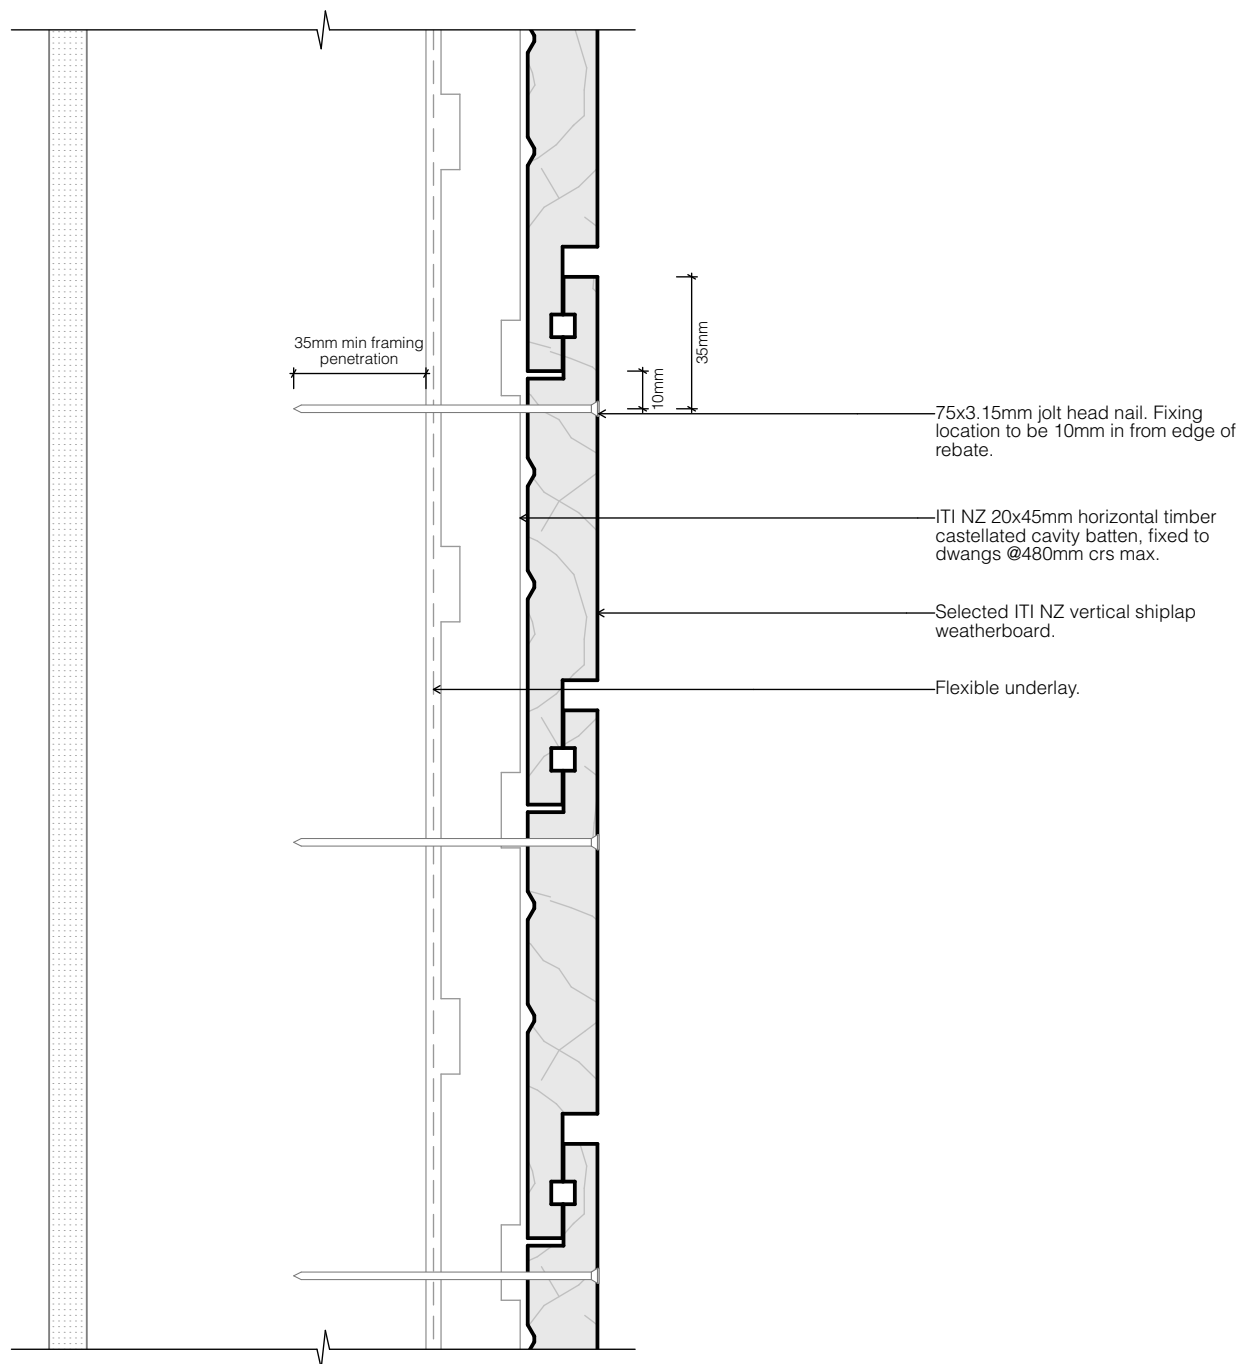 35mm min framing
penetration
10mm
35mm
75x3.15mm jolt head nail. Fixing
location to be 10mm in from edge of
rebate.
ITI NZ 20x45mm horizontal timber
castellated cavity batten, fixed to
dwangs @480mm crs max.
Selected ITI NZ vertical shiplap
weatherboard.
Flexible underlay.